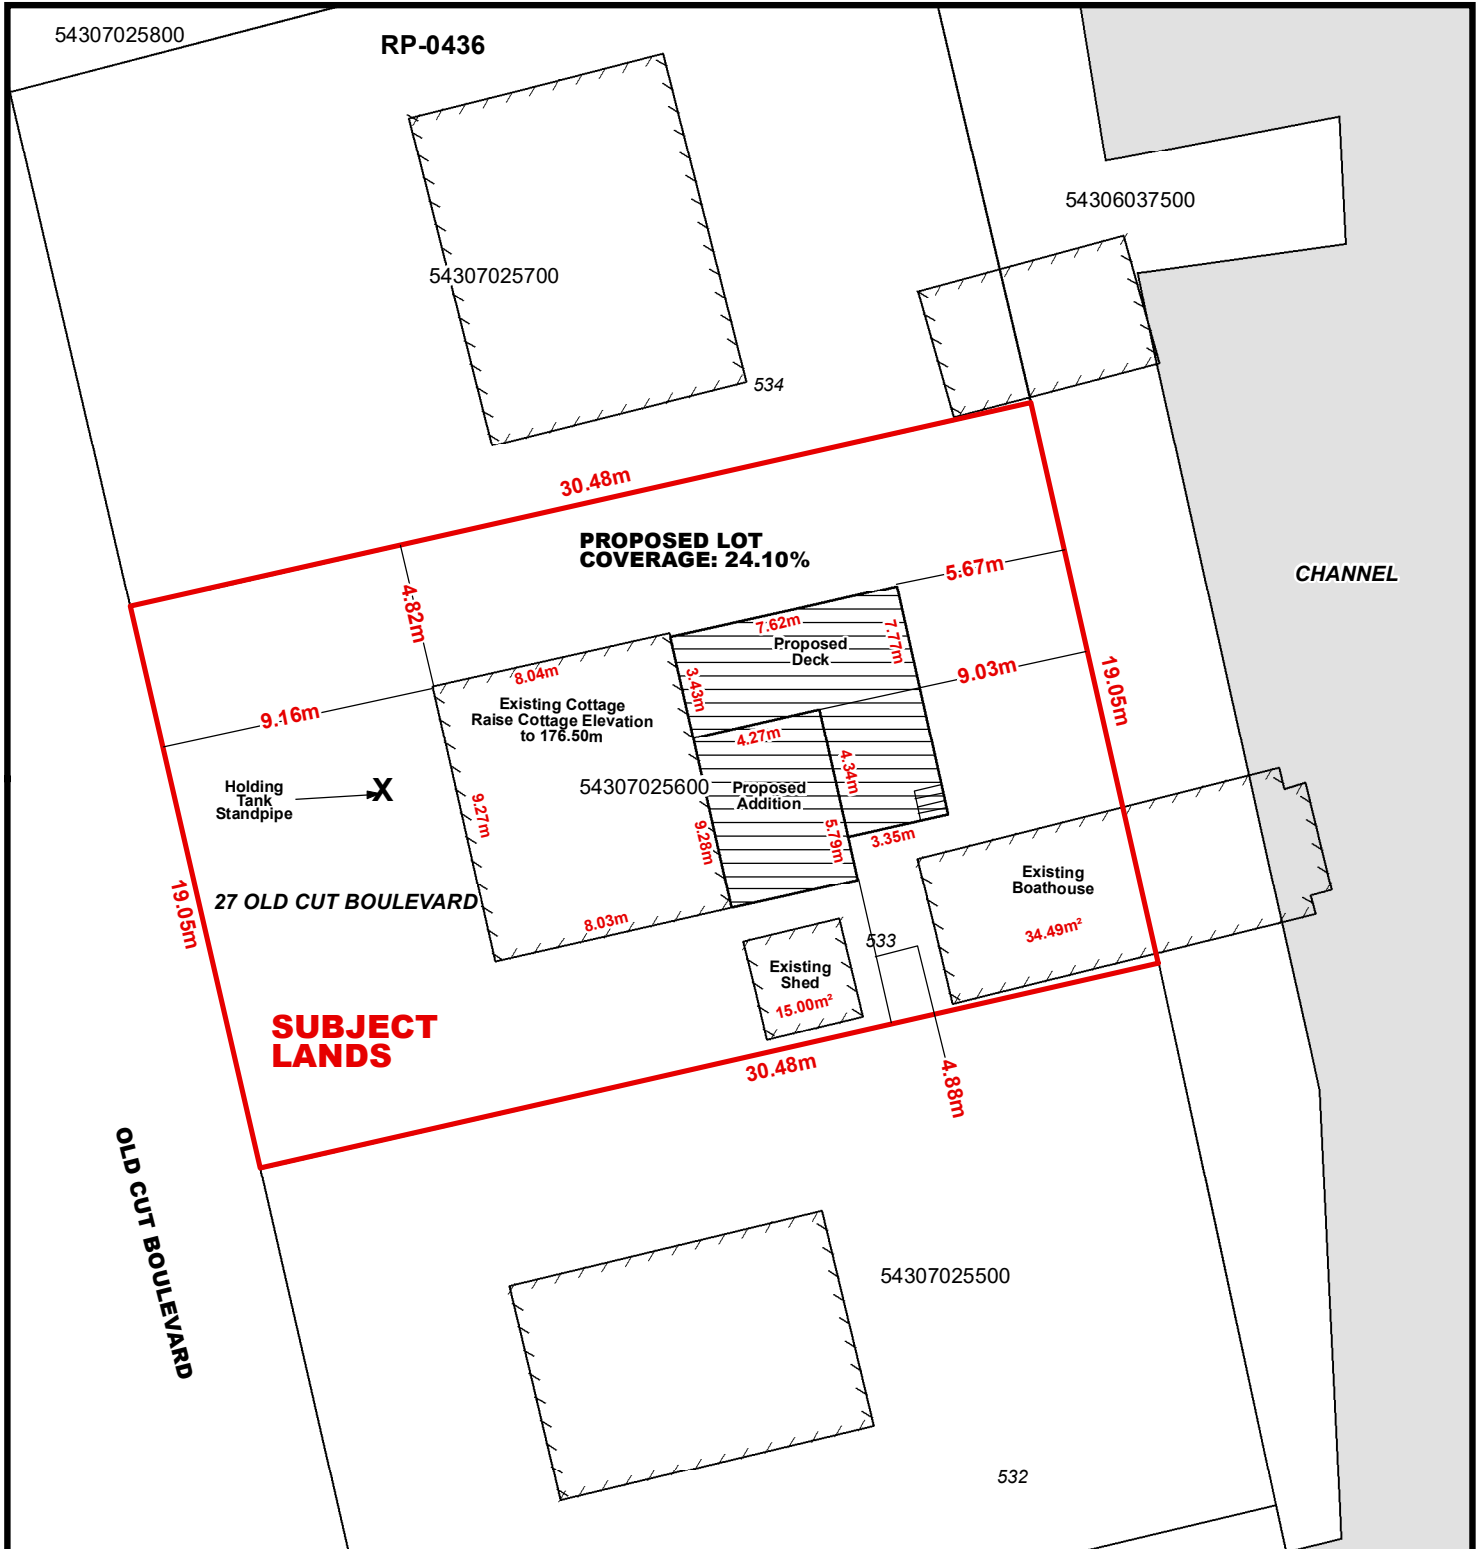 54307025800
RP-0436
54306037500
54307025700
534
30.48m
PROPOSED LOT
COVERAGE: 24.10%
5.67m
CHANNEL
4.82m
7.62m
7.77m
Proposed
Deck
9.03m
19.05m
8.04m
3.43m
Existing Cottage
Raise Cottage Elevation
to 176.50m
9.16m
4.27m
4.34m
Holding
Tank
Standpipe
X
54307025600
Proposed
Addition
9.27m
9.28m
5.79m
3.35m
Existing
Boathouse
34.49m²
19.05m
27 OLD CUT BOULEVARD
8.03m
533
Existing
Shed
15.00m²
SUBJECT
LANDS
30.48m
4.88m
OLD CUT BOULEVARD
54307025500
532